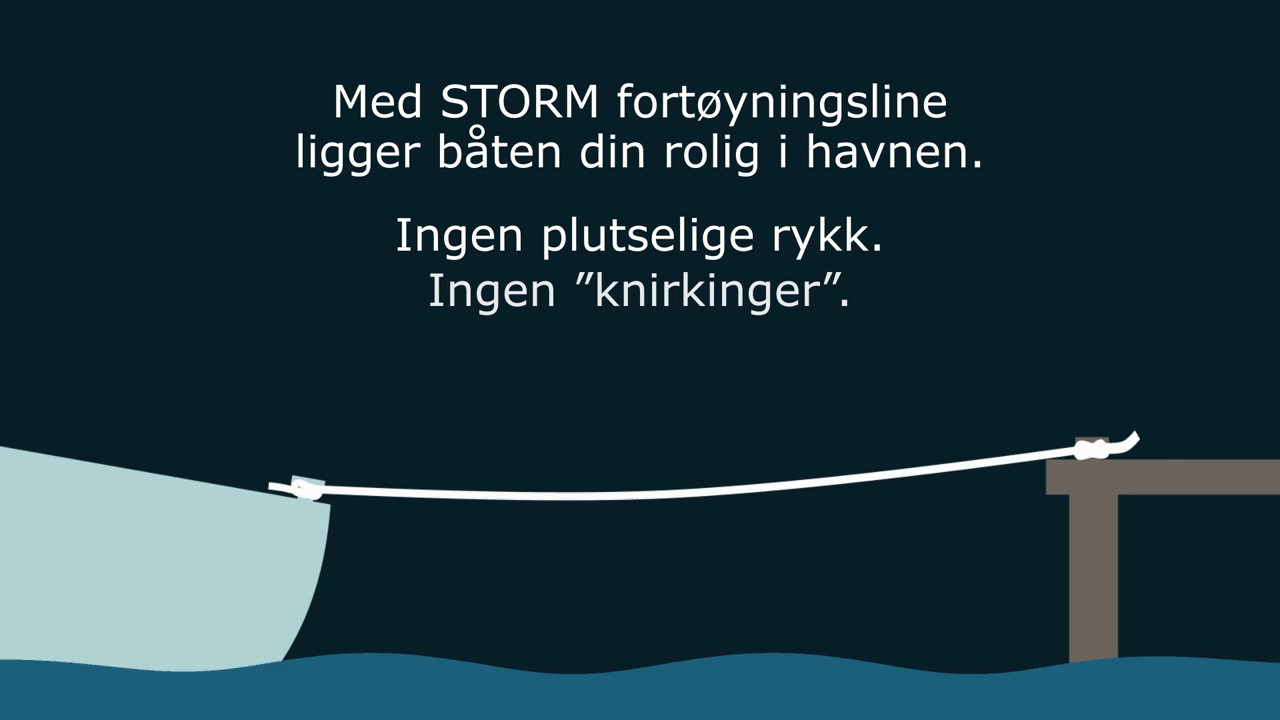 Med STORM fortøyningsline
ligger båten din rolig i havnen.
Ingen plutselige rykk.
Ingen ”knirkinger”.